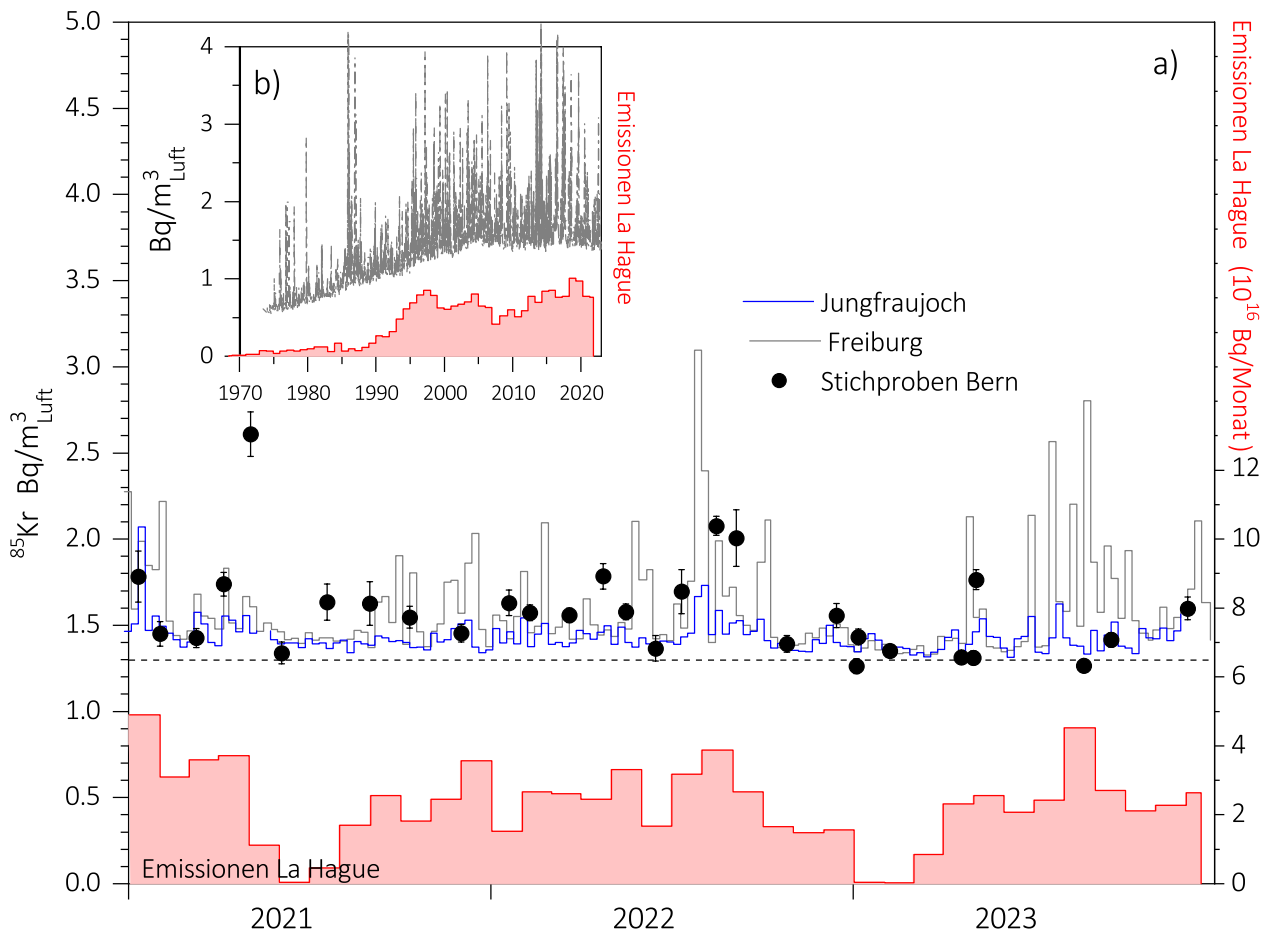 5.0
4.5
4.0
3.5
3.0
2.5
2.0
1.5
1.0
0.5
0.0
⁸⁵Kr Bq/m³Luft
a)
b)
4
3
2
1
0
Bq/m³Luft
1970 1980 1990 2000 2010 2020
Emissionen La Hague
Jungfraujoch
Freiburg
Stichproben Bern
Emissionen La Hague (10¹⁶ Bq/Monat)
12
10
8
6
4
2
0
Emissionen La Hague
2021 2022 2023